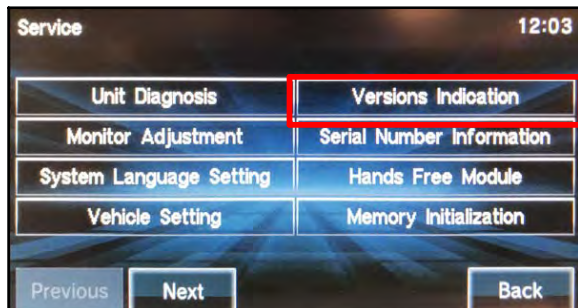 Service 12:03
Unit Diagnosis Versions Indication
Monitor Adjustment Serial Number Information
System Language Setting Hands Free Module
Vehicle Setting Memory Initialization
Previous Next Back